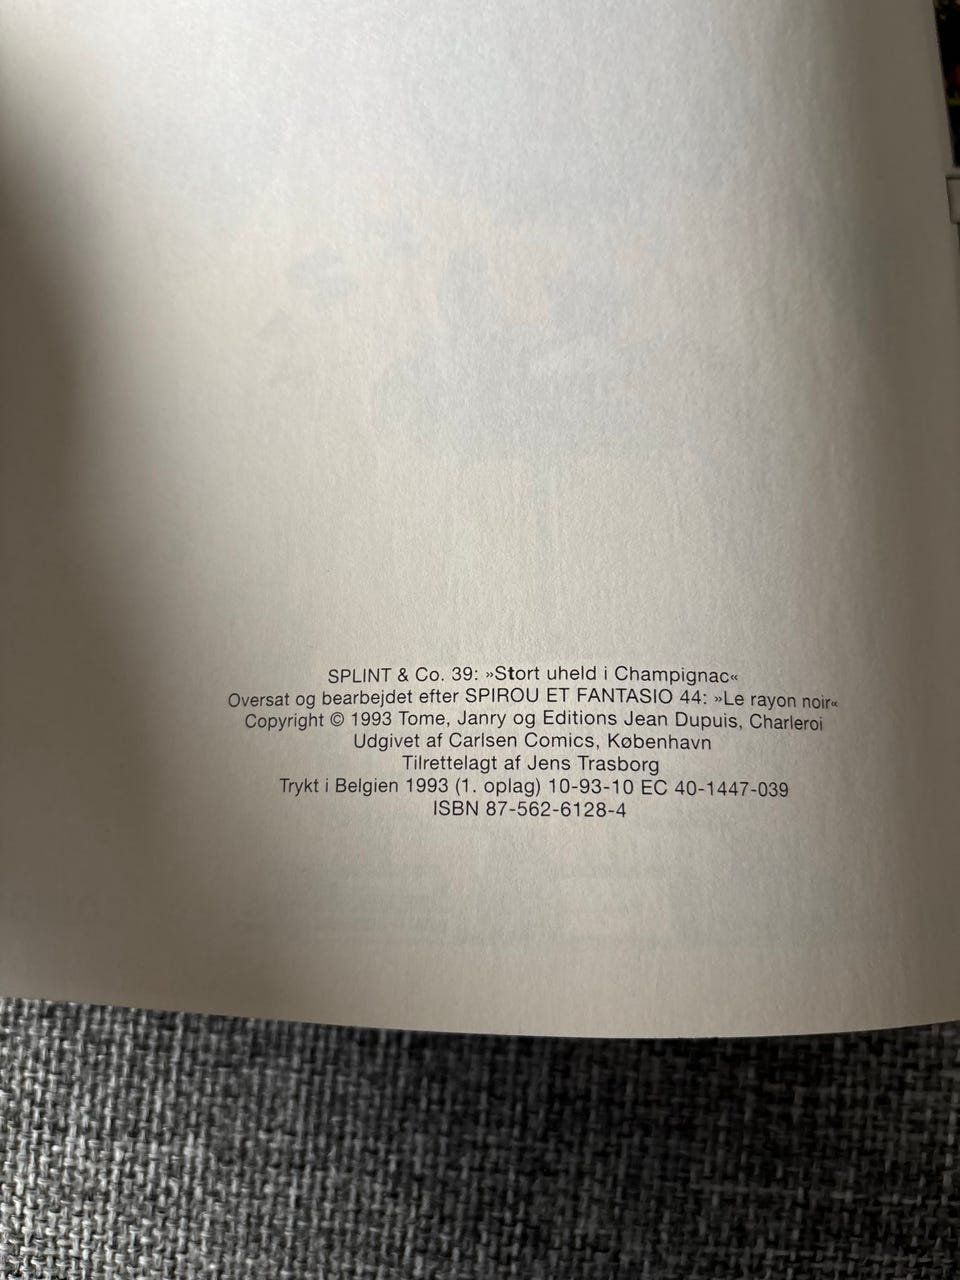 SPLINT & Co. 39: »Stort uheld i Champignac«
Oversat og bearbejdet efter SPIROU ET FANTASIO 44: »Le rayon noir«
Copyright © 1993 Tome, Janry og Editions Jean Dupuis, Charleroi
Udgivet af Carlsen Comics, København
Tilrettelagt af Jens Trasborg
Trykt i Belgien 1993 (1. oplag) 10-93-10 EC 40-1447-039
ISBN 87-562-6128-4